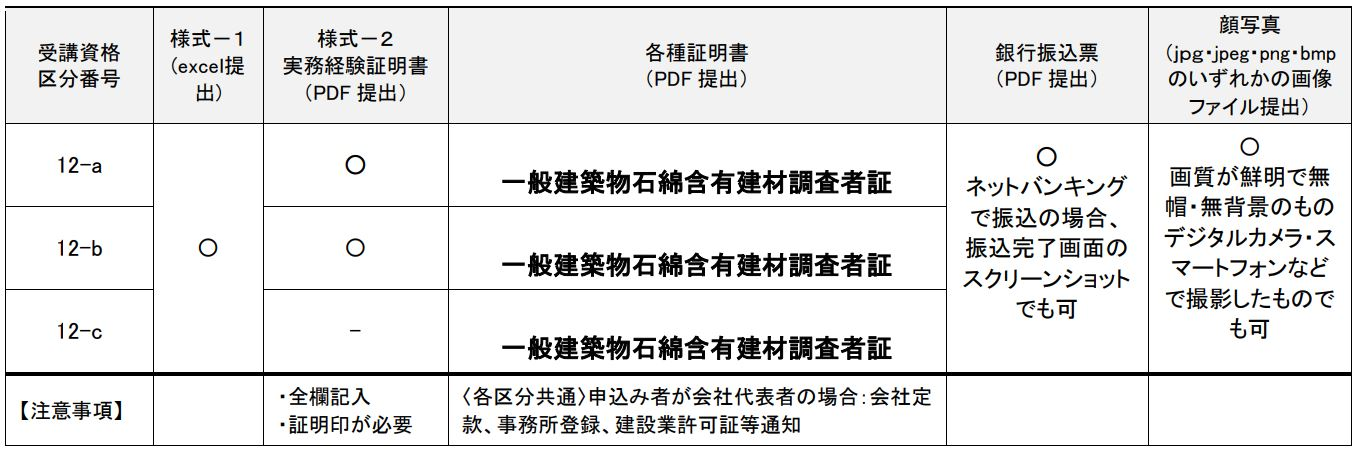 受講資格
区分番号
様式－１
（excel提
出）
様式－２
実務経験証明書
（PDF 提出）
各種証明書
（PDF 提出）
銀行振込票
（PDF 提出）
顔写真
（jpg・jpeg・png・bmp
のいずれかの画像
ファイル提出）
12-a
〇
一般建築物石綿含有建材調査者証
12-b
〇
〇
一般建築物石綿含有建材調査者証
12-c
－
一般建築物石綿含有建材調査者証
〇
ネットバンキング
で振込の場合、
振込完了画面の
スクリーンショット
でも可
〇
画質が鮮明で無
帽・無背景のもの
デジタルカメラ・ス
マートフォンなど
で撮影したもので
も可
【注意事項】
・全欄記入
・証明印が必要
〈各区分共通〉申込み者が会社代表者の場合：会社定
款、事務所登録、建設業許可証等通知